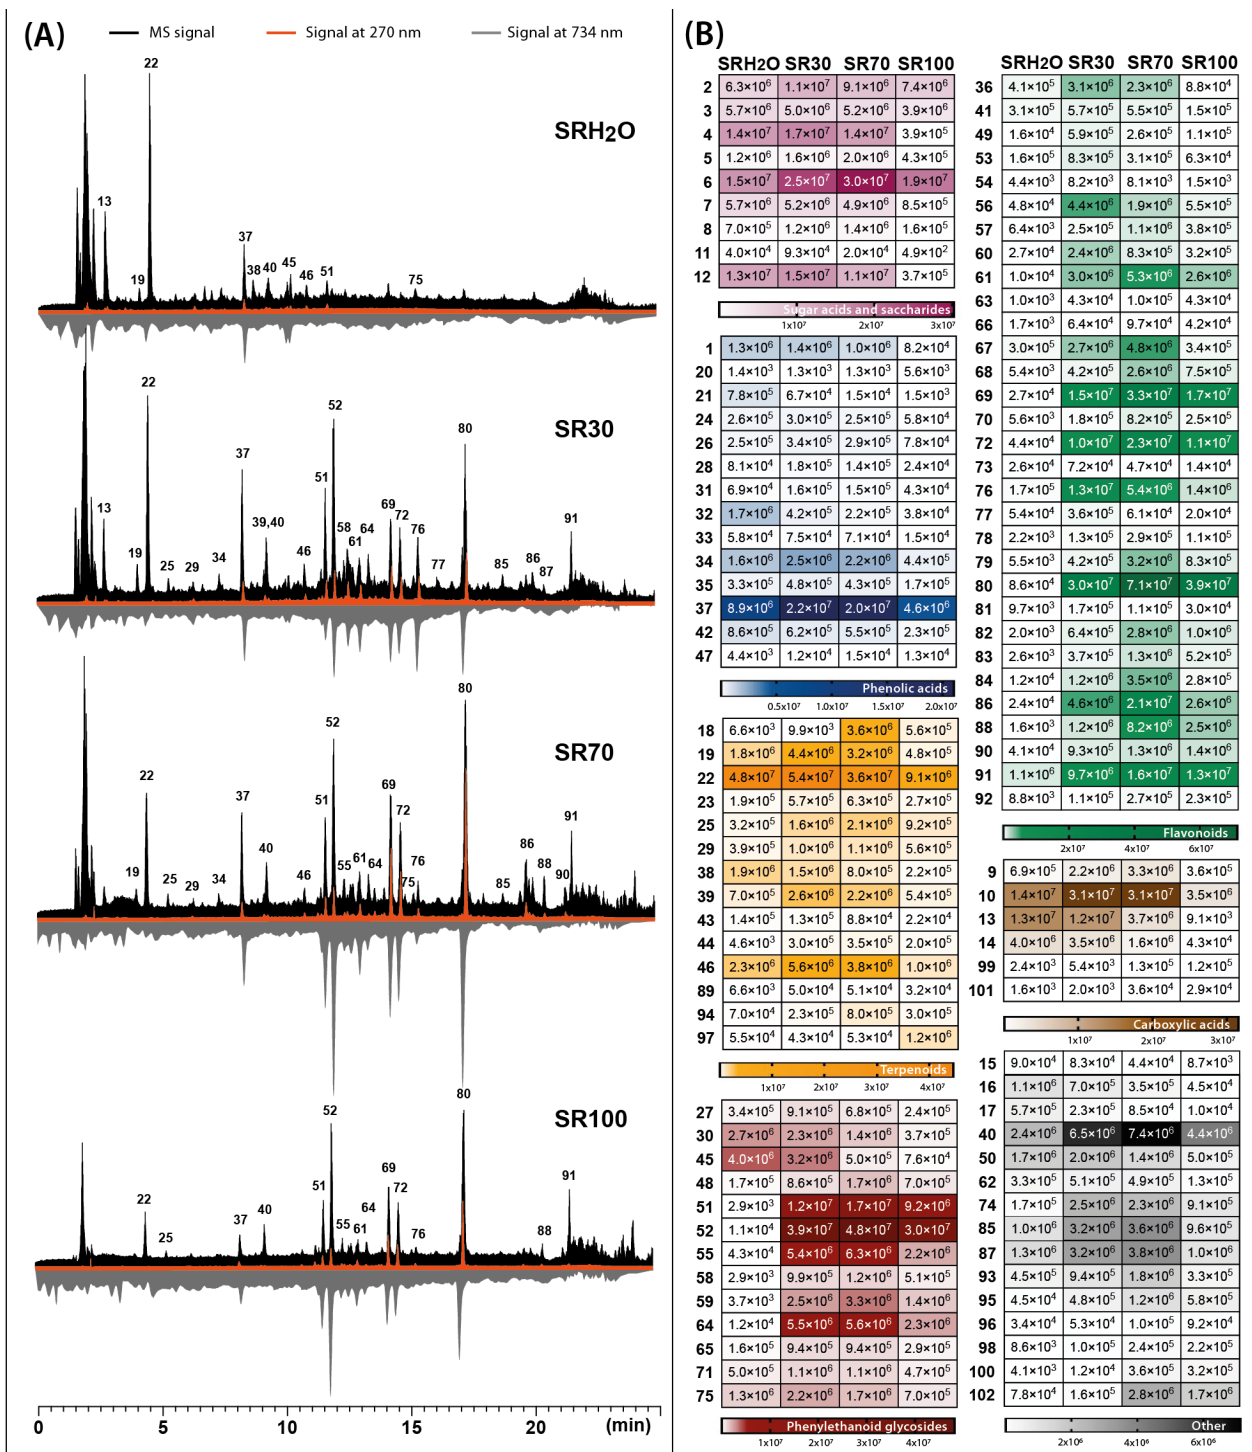 (A)
MS signal
Signal at 270 nm
Signal at 734 nm
22
13
19
37
38
40
45
46
51
75
SRH2O
22
13
19
25
29
34
37
39,40
46
51
52
58
61
64
69
72
76
77
80
85
86
87
91
SR30
22
19
25
29
34
37
40
46
51
52
55
61
64
69
72
75
76
80
85
86
88
90
91
SR70
22
25
37
40
51
52
55
61
64
69
72
76
80
88
91
SR100
0 5 10 15 20 (min)
(B)
SRH2O SR30 SR70 SR100
2 6.3×10⁶ 1.1×10⁷ 9.1×10⁶ 7.4×10⁶
3 5.7×10⁶ 5.0×10⁶ 5.2×10⁶ 3.9×10⁶
4 1.4×10⁷ 1.7×10⁷ 1.4×10⁷ 3.9×10⁵
5 1.2×10⁶ 1.6×10⁶ 2.0×10⁶ 4.3×10⁵
6 1.5×10⁷ 2.5×10⁷ 3.0×10⁷ 1.9×10⁷
7 5.7×10⁶ 5.2×10⁶ 4.9×10⁶ 8.5×10⁵
8 7.0×10⁵ 1.2×10⁶ 1.4×10⁶ 1.6×10⁵
11 4.0×10⁴ 9.3×10⁴ 2.0×10⁴ 4.9×10²
12 1.3×10⁷ 1.5×10⁷ 1.1×10⁷ 3.7×10⁵
Sugar acids and saccharides
1x10⁷ 2x10⁷ 3x10⁷
1 1.3×10⁶ 1.4×10⁶ 1.0×10⁶ 8.2×10⁴
20 1.4×10³ 1.3×10³ 1.3×10³ 5.6×10³
21 7.8×10⁵ 6.7×10⁴ 1.5×10⁴ 1.5×10³
24 2.6×10⁵ 3.0×10⁵ 2.5×10⁵ 5.8×10⁴
26 2.5×10⁵ 3.4×10⁵ 2.9×10⁵ 7.8×10⁴
28 8.1×10⁴ 1.8×10⁵ 1.4×10⁵ 2.4×10⁴
31 6.9×10⁴ 1.6×10⁵ 1.5×10⁵ 4.3×10⁴
32 1.7×10⁶ 4.2×10⁵ 2.2×10⁵ 3.8×10⁴
33 5.8×10⁴ 7.5×10⁴ 7.1×10⁴ 1.5×10⁴
34 1.6×10⁶ 2.5×10⁶ 2.2×10⁶ 4.4×10⁵
35 3.3×10⁵ 4.8×10⁵ 4.3×10⁵ 1.7×10⁵
37 8.9×10⁶ 2.2×10⁷ 2.0×10⁷ 4.6×10⁶
42 8.6×10⁵ 6.2×10⁵ 5.5×10⁵ 2.3×10⁵
47 4.4×10³ 1.2×10⁴ 1.5×10⁴ 1.3×10⁴
Phenolic acids
0.5x10⁷ 1.0x10⁷ 1.5x10⁷ 2.0x10⁷
18 6.6×10³ 9.9×10³ 3.6×10⁶ 5.6×10⁵
19 1.8×10⁶ 4.4×10⁶ 3.2×10⁶ 4.8×10⁵
22 4.8×10⁷ 5.4×10⁷ 3.6×10⁷ 9.1×10⁶
23 1.9×10⁵ 5.7×10⁵ 6.3×10⁵ 2.7×10⁵
25 3.2×10⁵ 1.6×10⁶ 2.1×10⁶ 9.2×10⁵
29 3.9×10⁵ 1.0×10⁶ 1.1×10⁶ 5.6×10⁵
38 1.9×10⁶ 1.5×10⁶ 8.0×10⁵ 2.2×10⁵
39 7.0×10⁵ 2.6×10⁶ 2.2×10⁶ 5.4×10⁵
43 1.4×10⁵ 1.3×10⁵ 8.8×10⁴ 2.2×10⁴
44 4.6×10³ 3.0×10⁵ 3.5×10⁵ 2.0×10⁵
46 2.3×10⁶ 5.6×10⁶ 3.8×10⁶ 1.0×10⁶
89 6.6×10³ 5.0×10⁴ 5.1×10⁴ 3.2×10⁴
94 7.0×10⁴ 2.3×10⁵ 8.0×10⁵ 3.0×10⁵
97 5.5×10⁴ 4.3×10⁴ 5.3×10⁴ 1.2×10⁶
Terpenoids
1x10⁷ 2x10⁷ 3x10⁷ 4x10⁷
27 3.4×10⁵ 9.1×10⁵ 6.8×10⁵ 2.4×10⁵
30 2.7×10⁶ 2.3×10⁶ 1.4×10⁶ 3.7×10⁵
45 4.0×10⁶ 3.2×10⁶ 5.0×10⁵ 7.6×10⁴
48 1.7×10⁵ 8.6×10⁵ 1.7×10⁶ 7.0×10⁵
51 2.9×10³ 1.2×10⁷ 1.7×10⁷ 9.2×10⁶
52 1.1×10⁴ 3.9×10⁷ 4.8×10⁷ 3.0×10⁷
55 4.3×10⁴ 5.4×10⁶ 6.3×10⁶ 2.2×10⁶
58 2.9×10³ 9.9×10⁵ 1.2×10⁶ 5.1×10⁵
59 3.7×10³ 2.5×10⁶ 3.3×10⁶ 1.4×10⁶
64 1.2×10⁴ 5.5×10⁶ 5.6×10⁶ 2.3×10⁶
65 1.6×10⁵ 9.4×10⁵ 9.4×10⁵ 2.9×10⁵
71 5.0×10⁵ 1.1×10⁶ 1.1×10⁶ 4.7×10⁵
75 1.3×10⁶ 2.2×10⁶ 1.7×10⁶ 7.0×10⁵
Phenylethanoid glycosides
1x10⁷ 2x10⁷ 3x10⁷ 4x10⁷
SRH2O SR30 SR70 SR100
36 4.1×10⁵ 3.1×10⁶ 2.3×10⁶ 8.8×10⁴
41 3.1×10⁵ 5.7×10⁵ 5.5×10⁵ 1.5×10⁵
49 1.6×10⁴ 5.9×10⁵ 2.6×10⁵ 1.1×10⁵
53 1.6×10⁵ 8.3×10⁵ 3.1×10⁵ 6.3×10⁴
54 4.4×10³ 8.2×10³ 8.1×10³ 1.5×10³
56 4.8×10⁴ 4.4×10⁶ 1.9×10⁶ 5.5×10⁵
57 6.4×10³ 2.5×10⁵ 1.1×10⁶ 3.8×10⁵
60 2.7×10⁴ 2.4×10⁶ 8.3×10⁵ 3.2×10⁵
61 1.0×10⁴ 3.0×10⁶ 5.3×10⁶ 2.6×10⁶
63 1.0×10³ 4.3×10⁴ 1.0×10⁵ 4.3×10⁴
66 1.7×10³ 6.4×10⁴ 9.7×10⁴ 4.2×10⁴
67 3.0×10⁵ 2.7×10⁶ 4.8×10⁶ 3.4×10⁵
68 5.4×10³ 4.2×10⁵ 2.6×10⁶ 7.5×10⁵
69 2.7×10⁴ 1.5×10⁷ 3.3×10⁷ 1.7×10⁷
70 5.6×10³ 1.8×10⁵ 8.2×10⁵ 2.5×10⁵
72 4.4×10⁴ 1.0×10⁷ 2.3×10⁷ 1.1×10⁷
73 2.6×10⁴ 7.2×10⁴ 4.7×10⁴ 1.4×10⁴
76 1.7×10⁵ 1.3×10⁷ 5.4×10⁶ 1.4×10⁶
77 5.4×10⁴ 3.6×10⁵ 6.1×10⁴ 2.0×10⁴
78 2.2×10³ 1.3×10⁵ 2.9×10⁵ 1.1×10⁵
79 5.5×10³ 4.2×10⁵ 3.2×10⁶ 8.3×10⁵
80 8.6×10⁴ 3.0×10⁷ 7.1×10⁷ 3.9×10⁷
81 9.7×10³ 1.7×10⁵ 1.1×10⁵ 3.0×10⁴
82 2.0×10³ 6.4×10⁵ 2.8×10⁶ 1.0×10⁶
83 2.6×10³ 3.7×10⁵ 1.3×10⁶ 5.2×10⁵
84 1.2×10⁴ 1.2×10⁶ 3.5×10⁶ 2.8×10⁵
86 2.4×10⁴ 4.6×10⁶ 2.1×10⁷ 2.6×10⁶
88 1.6×10³ 1.2×10⁶ 8.2×10⁶ 2.5×10⁶
90 4.1×10⁴ 9.3×10⁵ 1.3×10⁶ 1.4×10⁶
91 1.1×10⁶ 9.7×10⁶ 1.6×10⁷ 1.3×10⁷
92 8.8×10³ 1.1×10⁵ 2.7×10⁵ 2.3×10⁵
Flavonoids
2x10⁷ 4x10⁷ 6x10⁷
9 6.9×10⁵ 2.2×10⁶ 3.3×10⁶ 3.6×10⁵
10 1.4×10⁷ 3.1×10⁷ 3.1×10⁷ 3.5×10⁶
13 1.3×10⁷ 1.2×10⁷ 3.7×10⁶ 9.1×10³
14 4.0×10⁶ 3.5×10⁶ 1.6×10⁶ 4.3×10⁴
99 2.4×10³ 5.4×10³ 1.3×10⁵ 1.2×10⁵
101 1.6×10³ 2.0×10³ 3.6×10⁴ 2.9×10⁴
Carboxylic acids
1x10⁷ 2x10⁷ 3x10⁷
15 9.0×10⁴ 8.3×10⁴ 4.4×10⁴ 8.7×10³
16 1.1×10⁶ 7.0×10⁵ 3.5×10⁵ 4.5×10⁴
17 5.7×10⁵ 2.3×10⁵ 8.5×10⁴ 1.0×10⁴
40 2.4×10⁶ 6.5×10⁶ 7.4×10⁶ 4.4×10⁶
50 1.7×10⁶ 2.0×10⁶ 1.4×10⁶ 5.0×10⁵
62 3.3×10⁵ 5.1×10⁵ 4.9×10⁵ 1.3×10⁵
74 1.7×10⁵ 2.5×10⁶ 2.3×10⁶ 9.1×10⁵
85 1.0×10⁶ 3.2×10⁶ 3.6×10⁶ 9.6×10⁵
87 1.3×10⁶ 3.2×10⁶ 3.8×10⁶ 1.0×10⁶
93 4.5×10⁵ 9.4×10⁵ 1.8×10⁶ 3.3×10⁵
95 4.5×10⁴ 4.8×10⁵ 1.2×10⁶ 5.8×10⁵
96 3.4×10⁴ 5.3×10⁴ 1.0×10⁵ 9.2×10⁴
98 8.6×10³ 1.0×10⁵ 2.4×10⁵ 2.2×10⁵
100 4.1×10³ 1.2×10⁴ 3.6×10⁵ 3.2×10⁵
102 7.8×10⁴ 1.6×10⁵ 2.8×10⁶ 1.7×10⁶
Other
2x10⁶ 4x10⁶ 6x10⁶